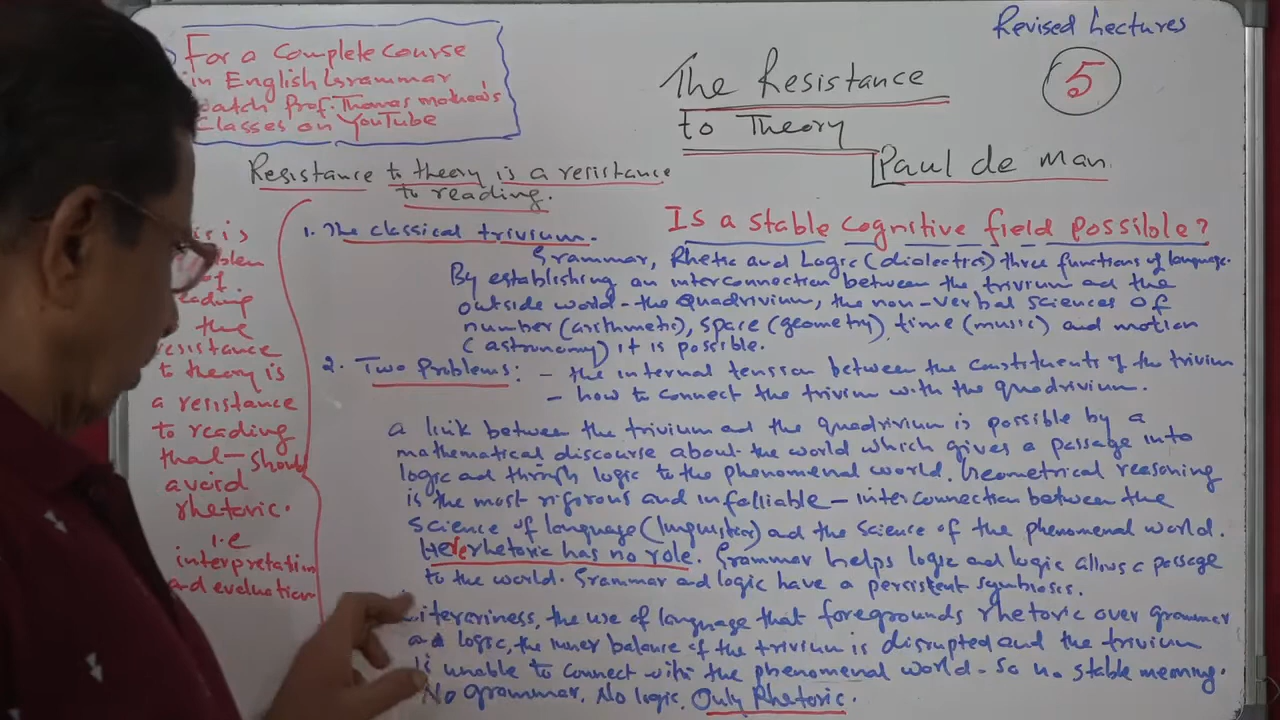 Revised Lectures
5
For a Complete Course
in English Grammar
Watch Prof. Thomas Mathew's
Classes on YouTube
The Resistance
to Theory
Paul de Man.
Resistance to theory is a resistance
to reading.
Is a stable cognitive field possible?
1. The classical trivium.
Grammar, Rhetic and Logic (dialectics) three functions of language.
By establishing an interconnection between the trivium and the
outside world - the Quadrivium, the non-verbal sciences of
number (arithmetic), space (geometry) time (music) and motion
(astronomy) it is possible.
2. Two Problems: - the internal tension between the constituents of the trivium
- how to connect the trivium with the quadrivium.
a link between the trivium and the quadrivium is possible by a
mathematical discourse about the world which gives a passage into
logic and through logic to the phenomenal world. Geometrical reasoning
is the most rigorous and infalliable - interconnection between the
Science of language (linguistics) and the science of the phenomenal world.
Here rhetoric has no role. Grammar helps logic and logic allows a passage
to the world. Grammar and logic have a persistent symbiosis.
Literariness, the use of language that foregrounds rhetoric over grammar
and logic, the inner balance of the trivium is disrupted and the trivium
is unable to connect with the phenomenal world. So no stable meaning.
No grammar, No logic, Only Rhetoric.
reading
the
resistance
to theory is
a resistance
to reading
that - should
avoid
rhetoric.
i.e
interpretation
and evaluation